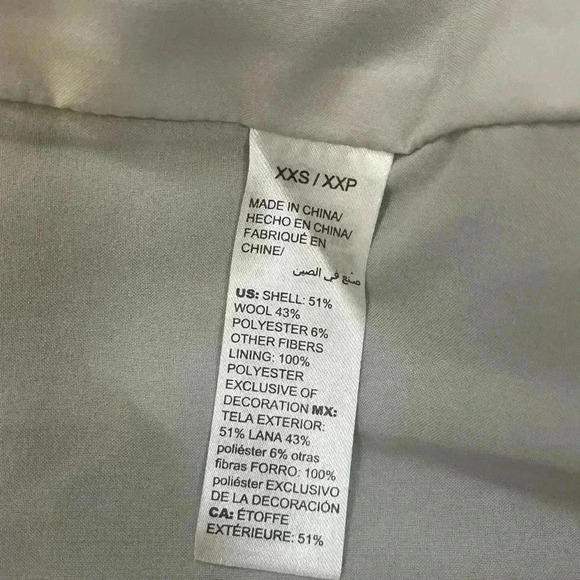 XXS / XXP
MADE IN CHINA/
HECHO EN CHINA/
FABRIQUÉ EN
CHINE/
صنع في الصين
US: SHELL: 51%
WOOL 43%
POLYESTER 6%
OTHER FIBERS
LINING: 100%
POLYESTER
EXCLUSIVE OF
DECORATION MX:
TELA EXTERIOR:
51% LANA 43%
poliéster 6% otras
fibras FORRO: 100%
poliéster EXCLUSIVO
DE LA DECORACIÓN
CA: ÉTOFFE
EXTÉRIEURE: 51%